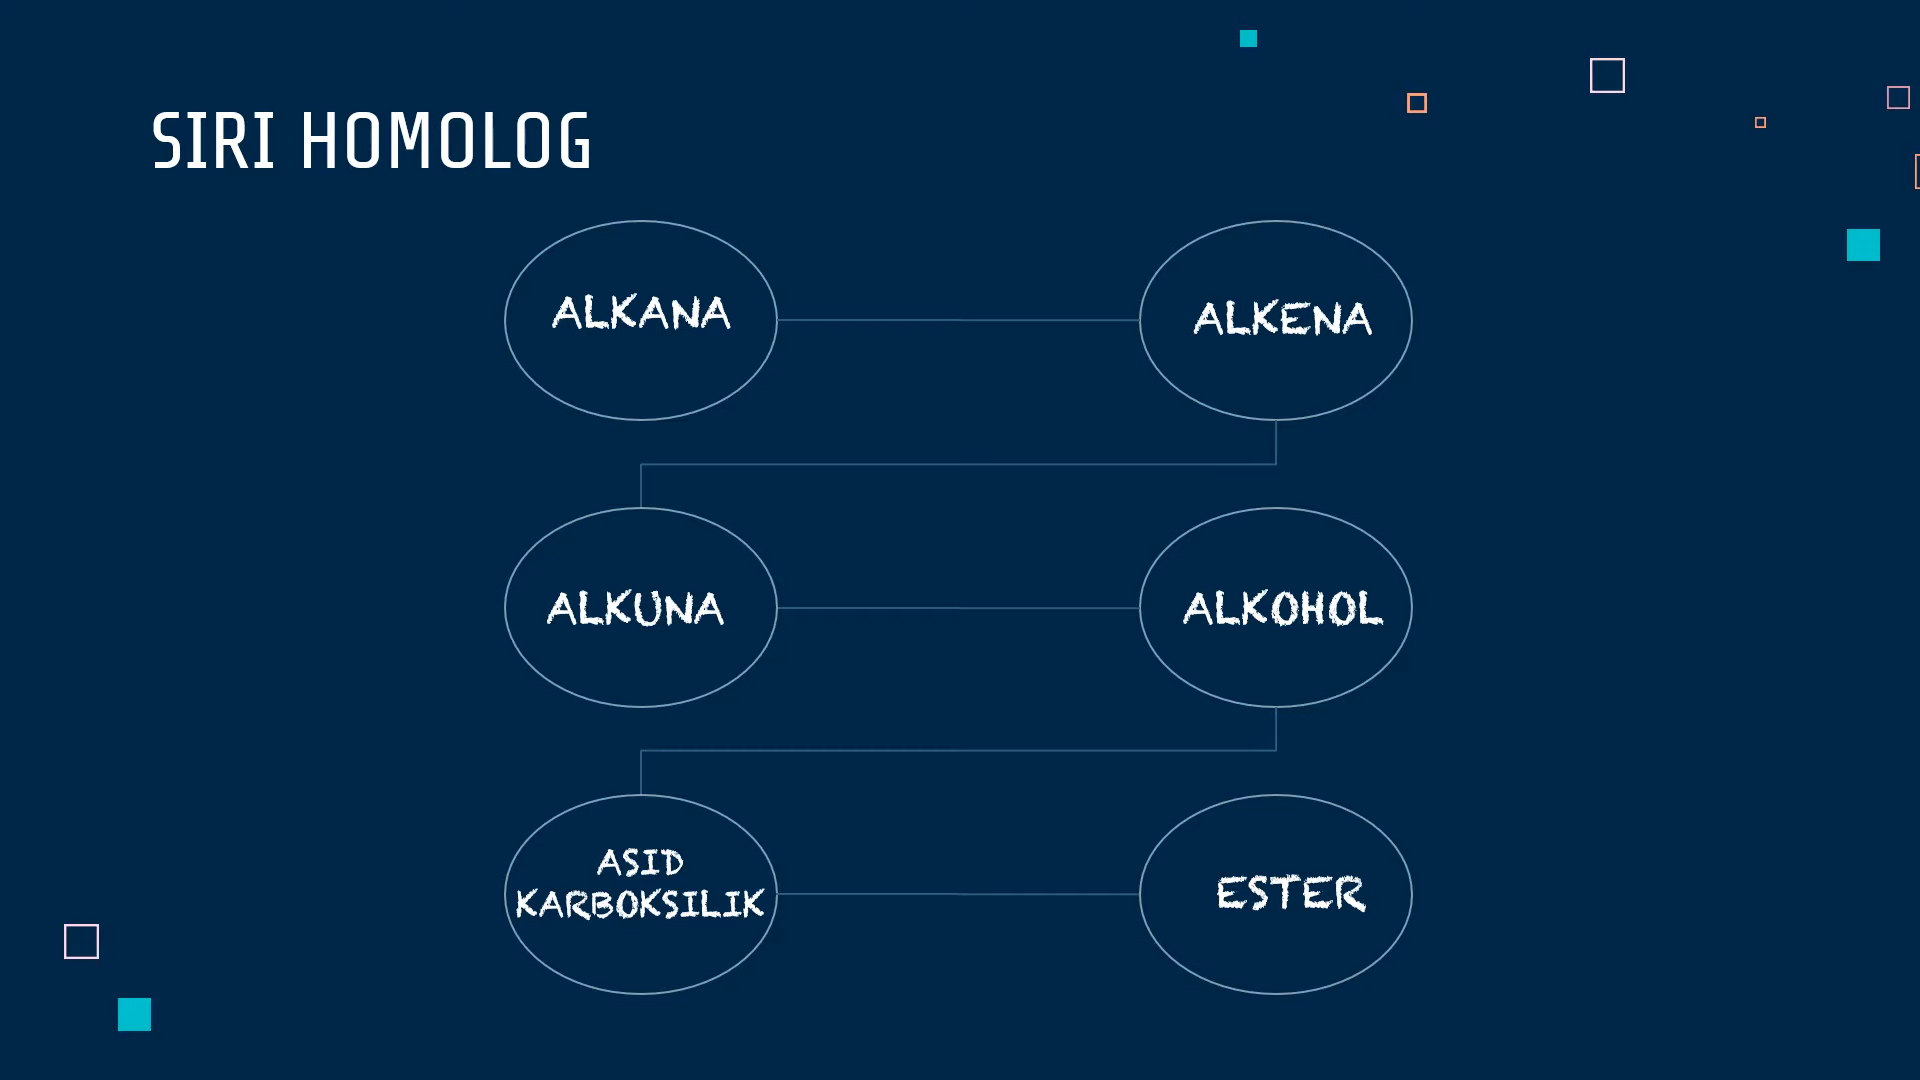 SIRI HOMOLOG
ALKANA
ALKENA
ALKUNA
ALKOHOL
ASID
KARBOKSILIK
ESTER